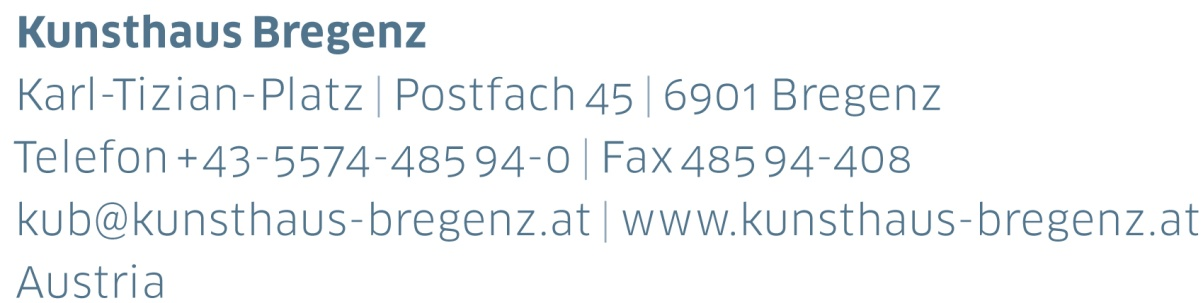 Kunsthaus Bregenz
Karl-Tizian-Platz | Postfach 45 | 6901 Bregenz
Telefon +43-5574-485 94-0 | Fax 485 94-408
kub@kunsthaus-bregenz.at | www.kunsthaus-bregenz.at
Austria